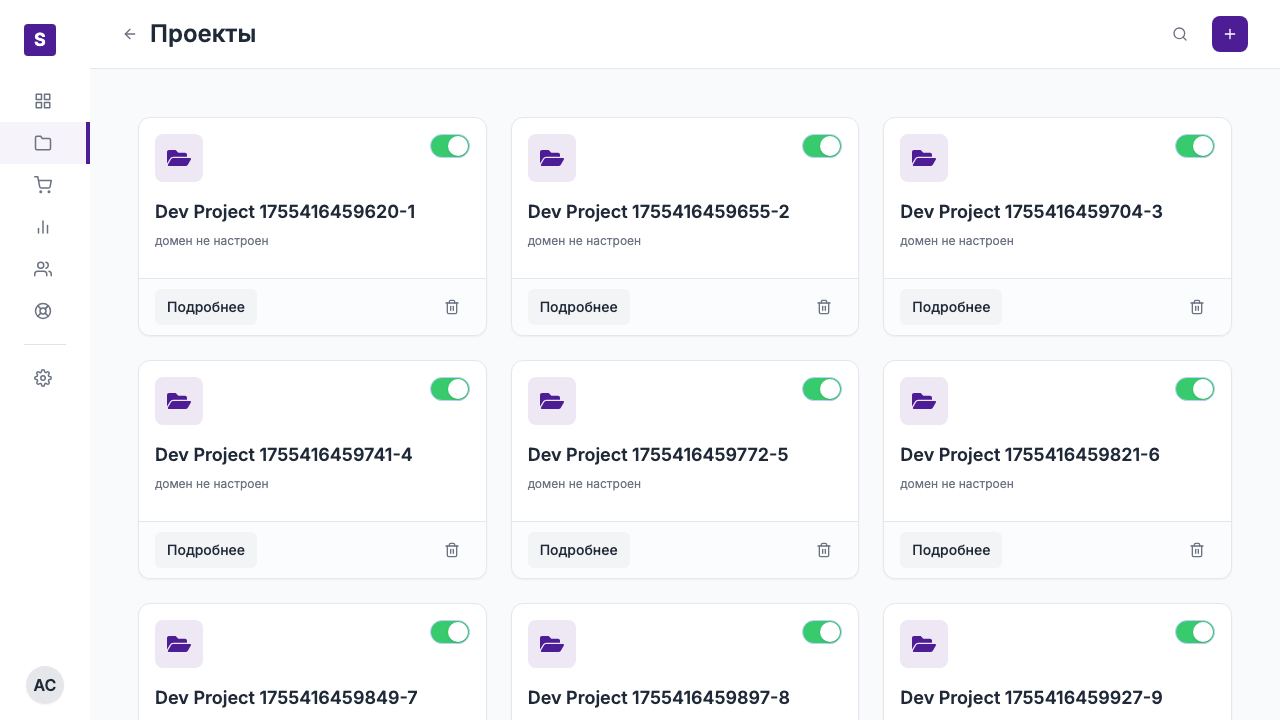 S
Проекты
Dev Project 1755416459620-1
домен не настроен
Подробнее
Dev Project 1755416459655-2
домен не настроен
Подробнее
Dev Project 1755416459704-3
домен не настроен
Подробнее
Dev Project 1755416459741-4
домен не настроен
Подробнее
Dev Project 1755416459772-5
домен не настроен
Подробнее
Dev Project 1755416459821-6
домен не настроен
Подробнее
Dev Project 1755416459849-7
Dev Project 1755416459897-8
Dev Project 1755416459927-9
AC